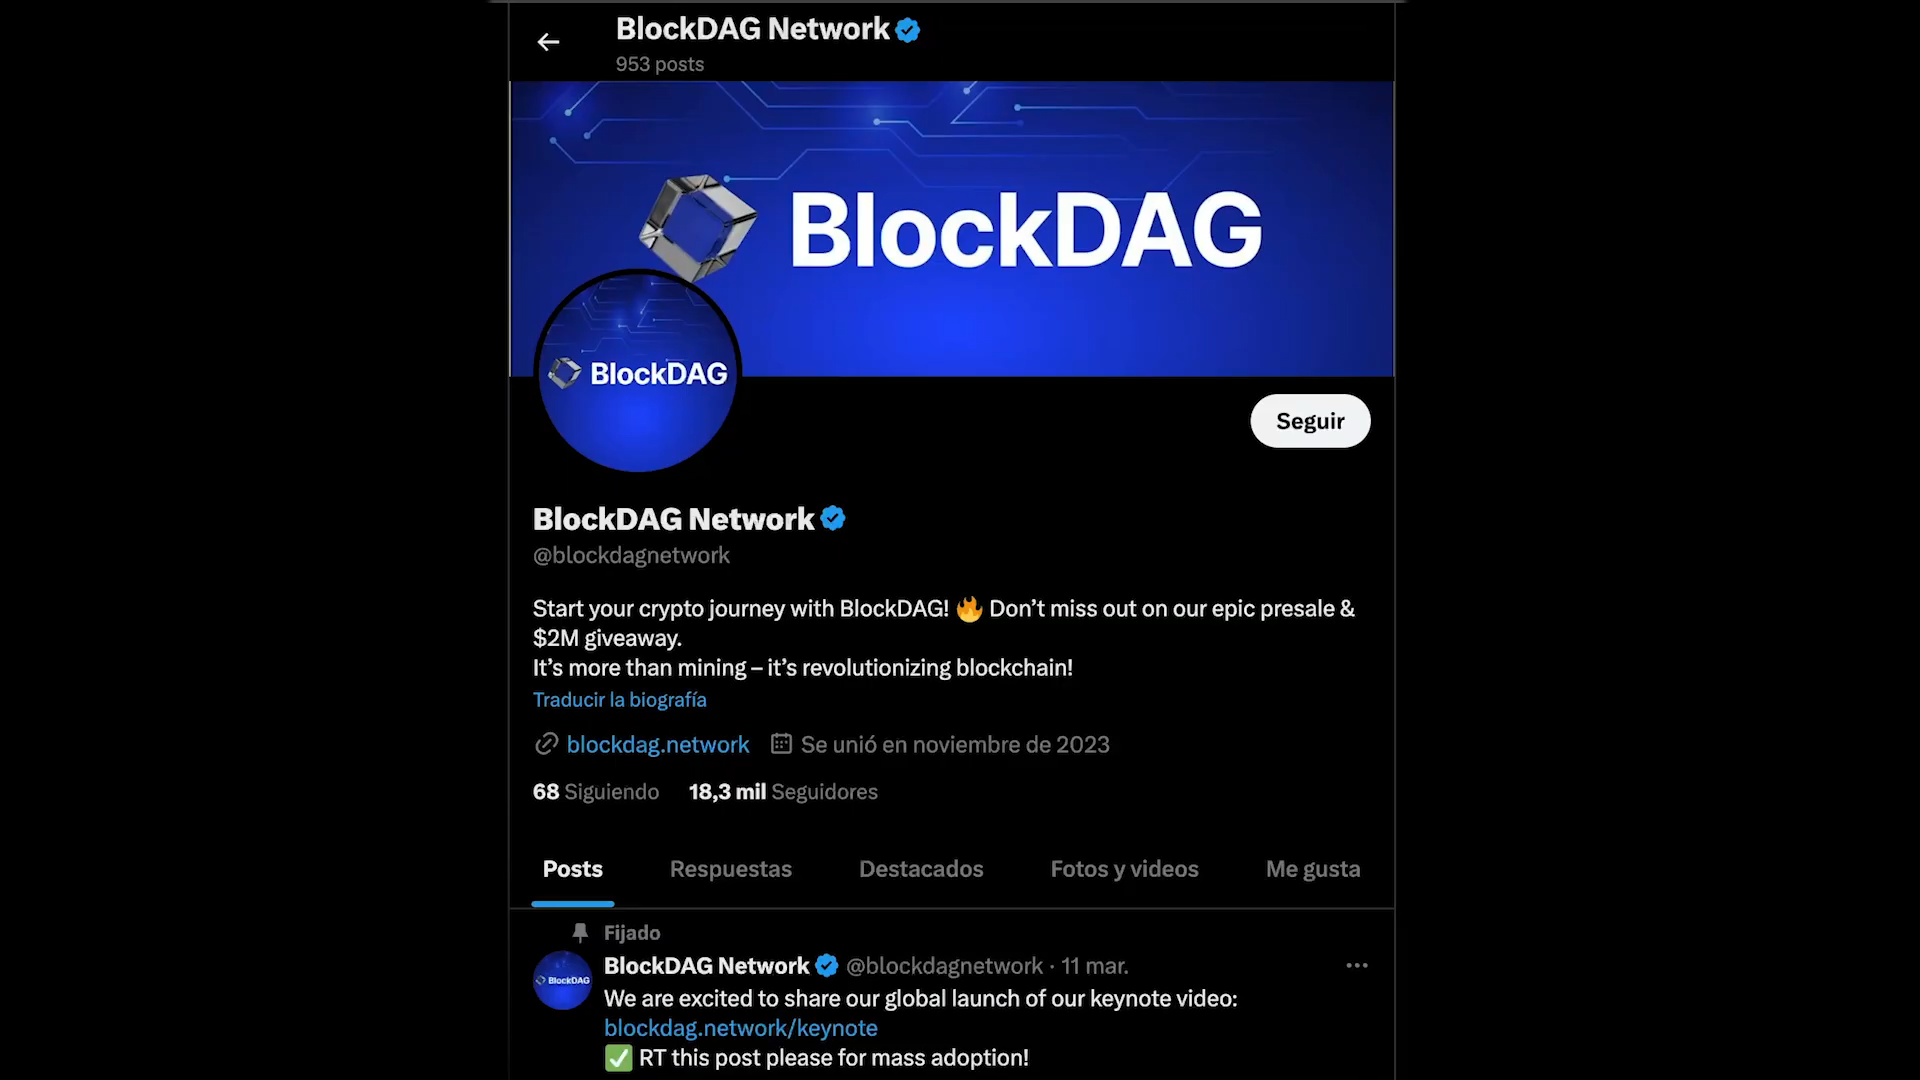 BlockDAG Network
953 posts
BlockDAG
BlockDAG
Seguir
BlockDAG Network
@blockdagnetwork
Start your crypto journey with BlockDAG! 🔥 Don’t miss out on our epic presale &
$2M giveaway.
It’s more than mining – it’s revolutionizing blockchain!
Traducir la biografía
blockdag.network Se unió en noviembre de 2023
68 Siguiendo 18,3 mil Seguidores
Posts Respuestas Destacados Fotos y videos Me gusta
Fijado
BlockDAG
BlockDAG Network @blockdagnetwork · 11 mar.
We are excited to share our global launch of our keynote video:
blockdag.network/keynote
✅ RT this post please for mass adoption!